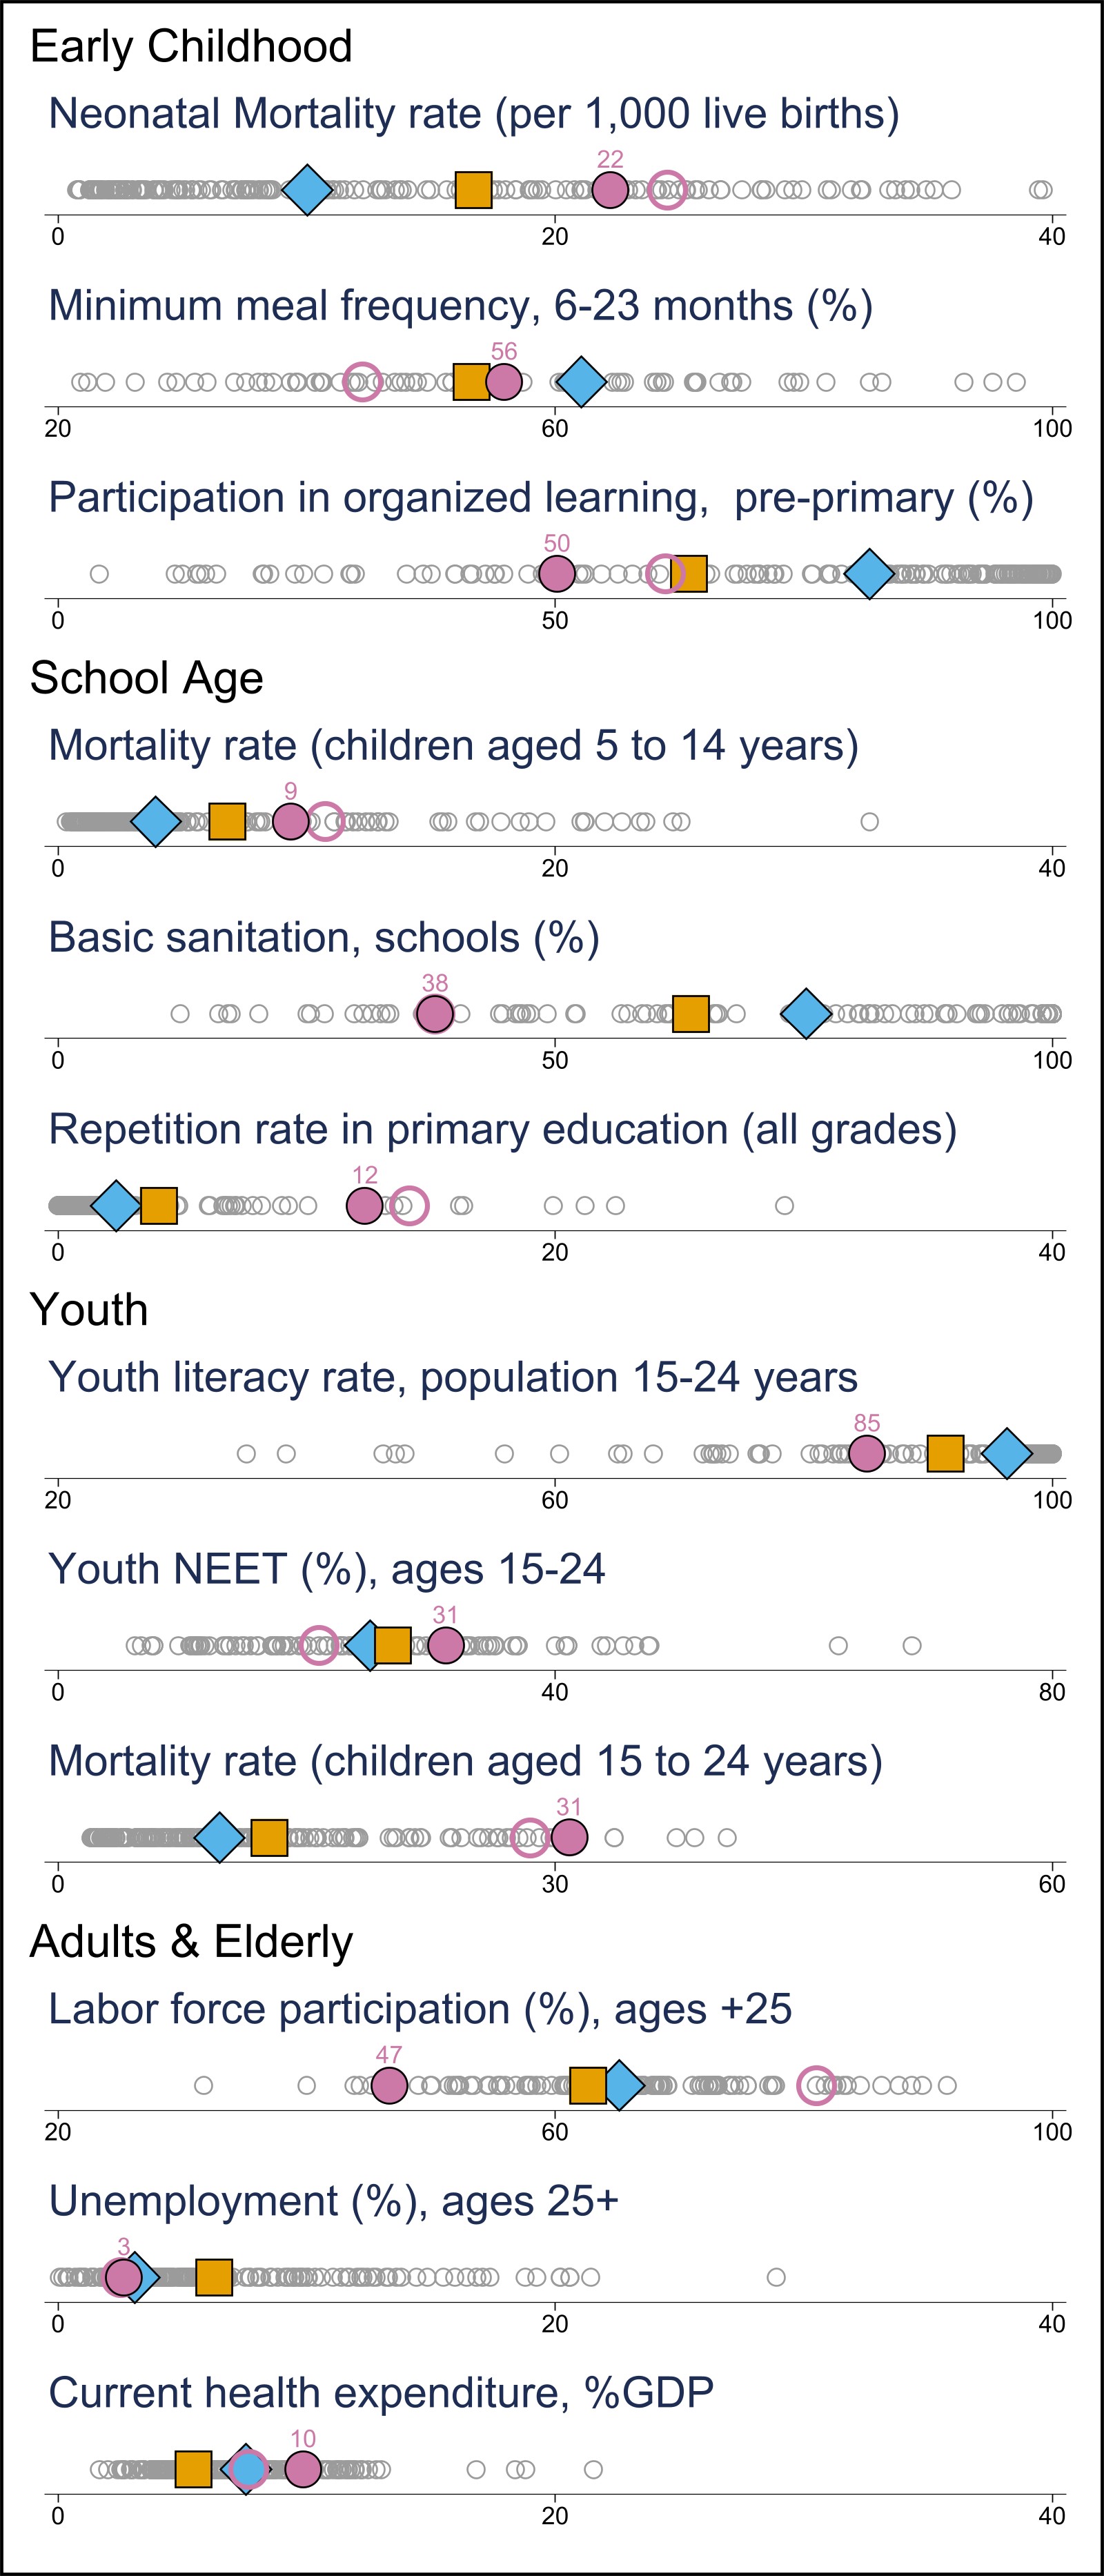 Early Childhood
Neonatal Mortality rate (per 1,000 live births)
22
0 20 40
Minimum meal frequency, 6-23 months (%)
56
20 60 100
Participation in organized learning,  pre-primary (%)
50
0 50 100
School Age
Mortality rate (children aged 5 to 14 years)
9
0 20 40
Basic sanitation, schools (%)
38
0 50 100
Repetition rate in primary education (all grades)
12
0 20 40
Youth
Youth literacy rate, population 15-24 years
85
20 60 100
Youth NEET (%), ages 15-24
31
0 40 80
Mortality rate (children aged 15 to 24 years)
31
0 30 60
Adults & Elderly
Labor force participation (%), ages +25
47
20 60 100
Unemployment (%), ages 25+
3
0 20 40
Current health expenditure, %GDP
10
0 20 40